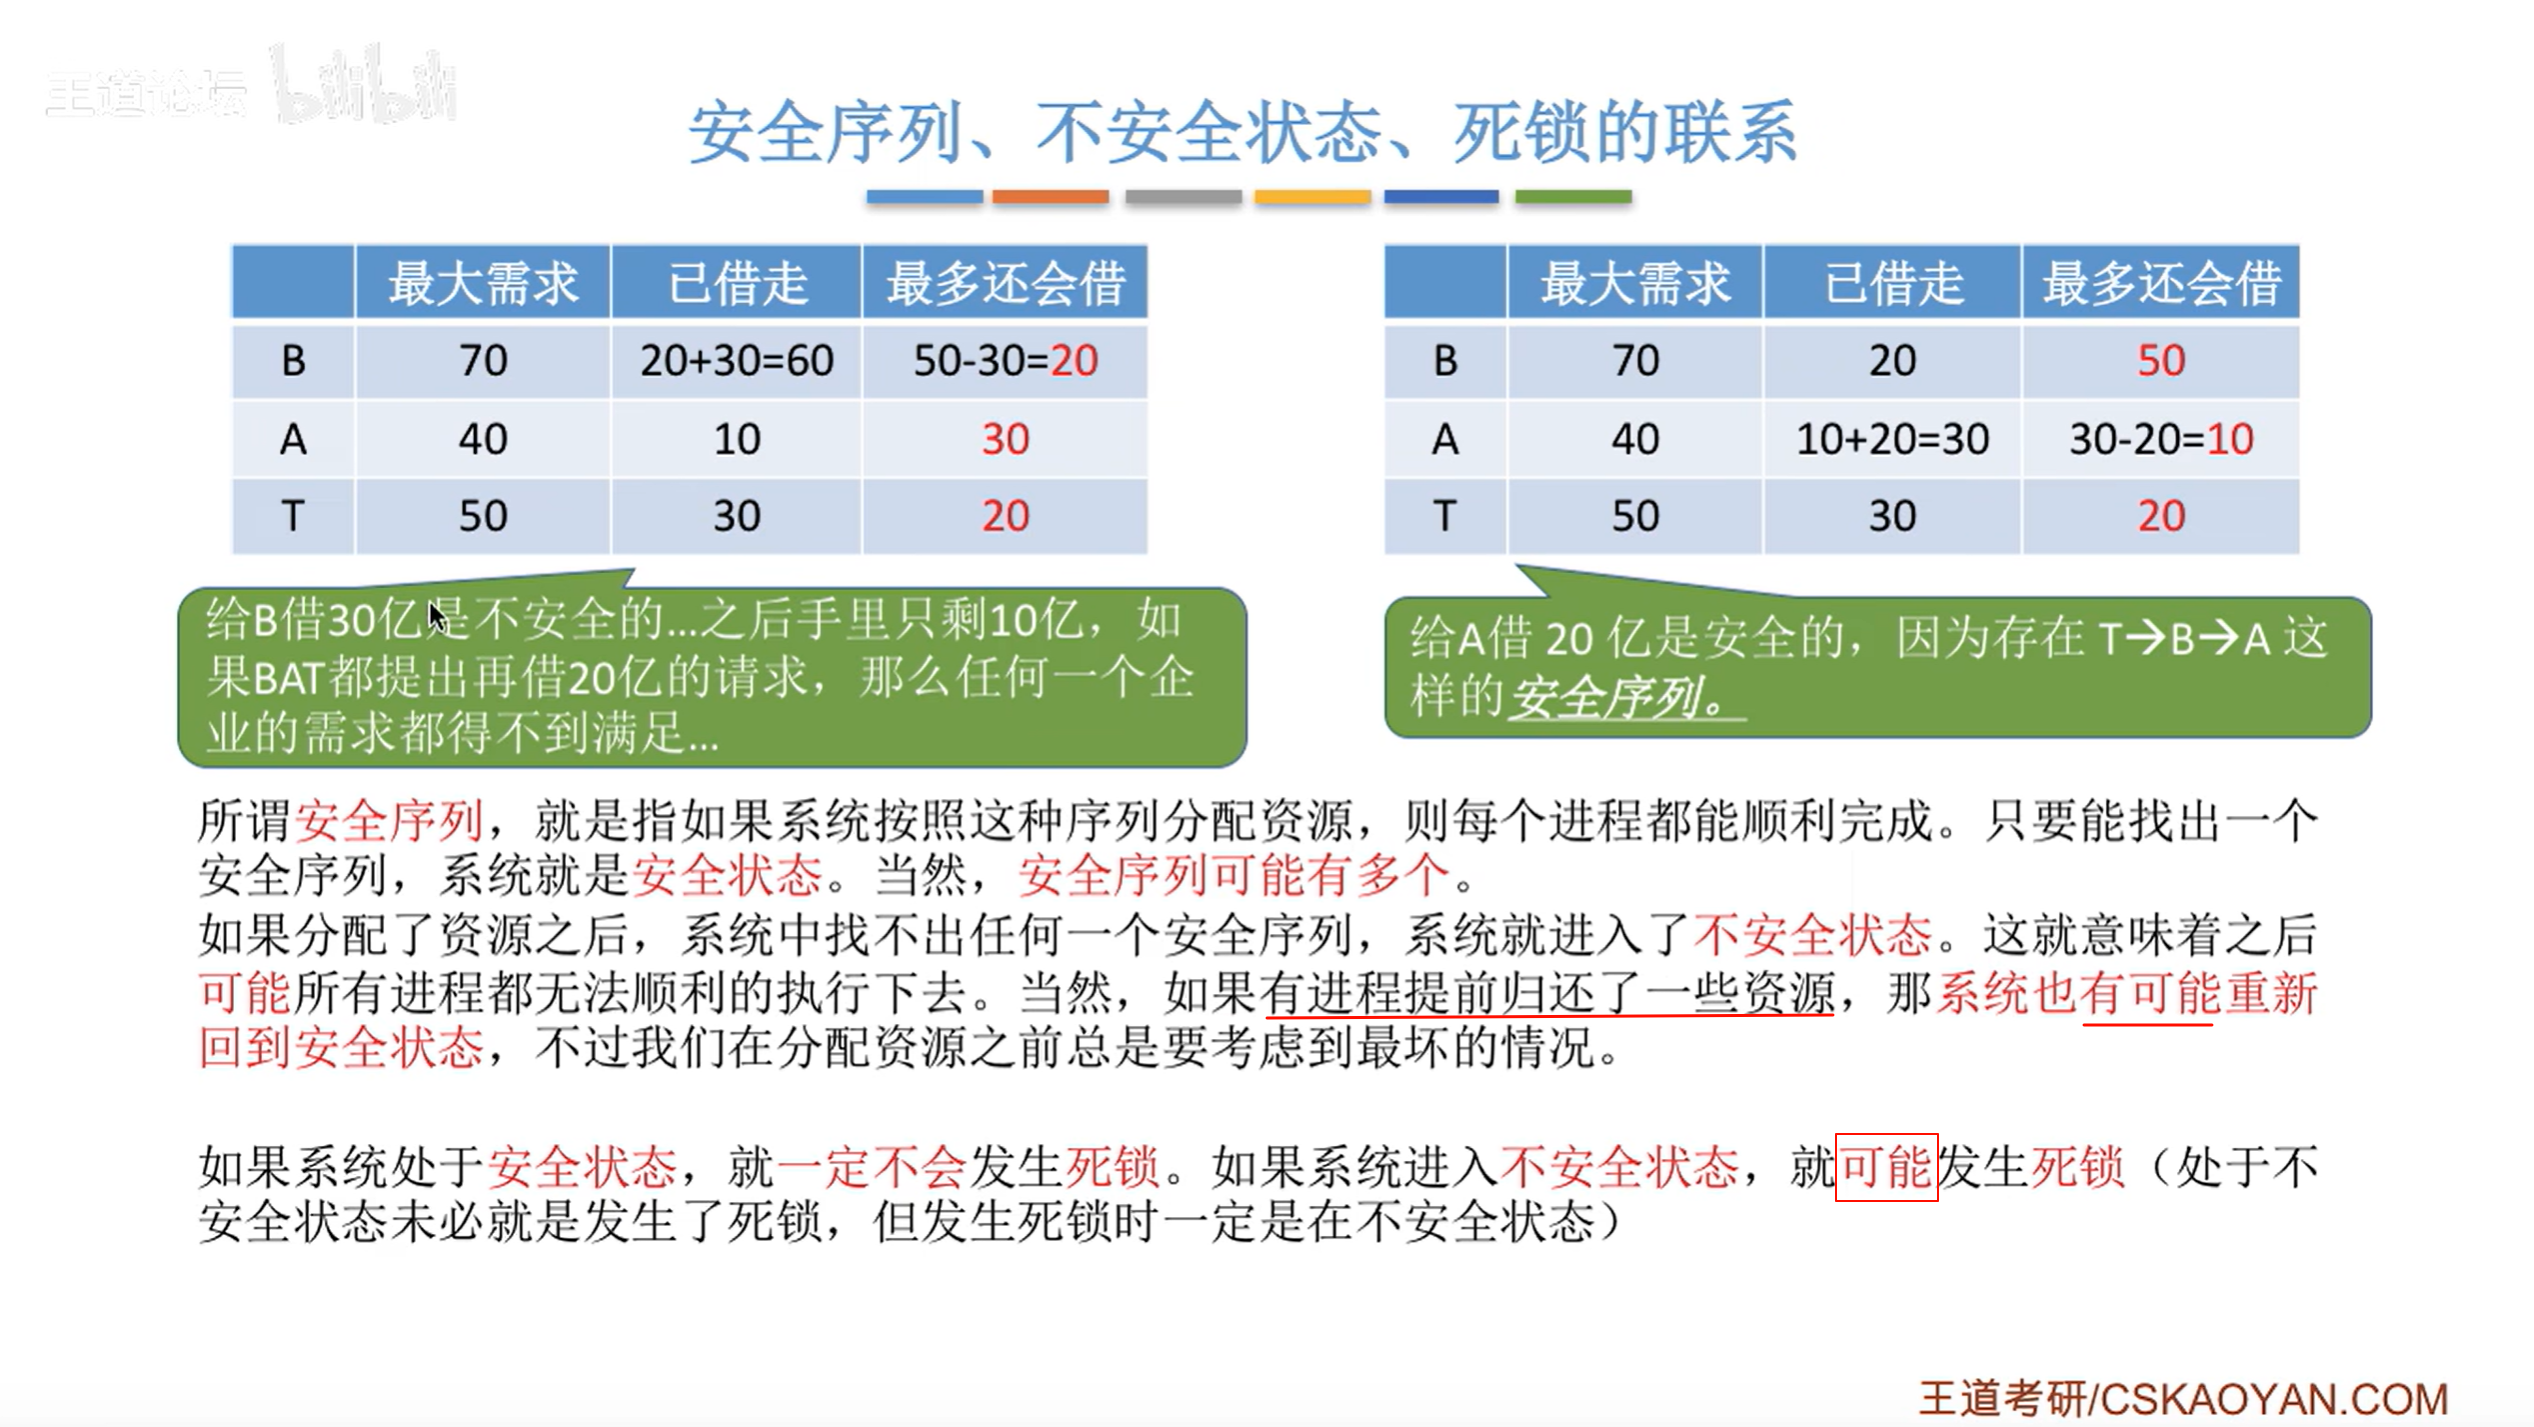 王道论坛 bilibili
安全序列、不安全状态、死锁的联系
最大需求 已借走 最多还会借
B 70 20+30=60 50-30=20
A 40 10 30
T 50 30 20
最大需求 已借走 最多还会借
B 70 20 50
A 40 10+20=30 30-20=10
T 50 30 20
给B借30亿是不安全的...之后手里只剩10亿，如
果BAT都提出再借20亿的请求，那么任何一个企
业的需求都得不到满足...
给A借 20 亿是安全的，因为存在 T→B→A 这
样的安全序列。
所谓安全序列，就是指如果系统按照这种序列分配资源，则每个进程都能顺利完成。只要能找出一个
安全序列，系统就是安全状态。当然，安全序列可能有多个。
如果分配了资源之后，系统中找不出任何一个安全序列，系统就进入了不安全状态。这就意味着之后
可能所有进程都无法顺利的执行下去。当然，如果有进程提前归还了一些资源，那系统也有可能重新
回到安全状态，不过我们在分配资源之前总是要考虑到最坏的情况。
如果系统处于安全状态，就一定不会发生死锁。如果系统进入不安全状态，就可能发生死锁（处于不
安全状态未必就是发生了死锁，但发生死锁时一定是在不安全状态）
王道考研/CSKAOYAN.COM